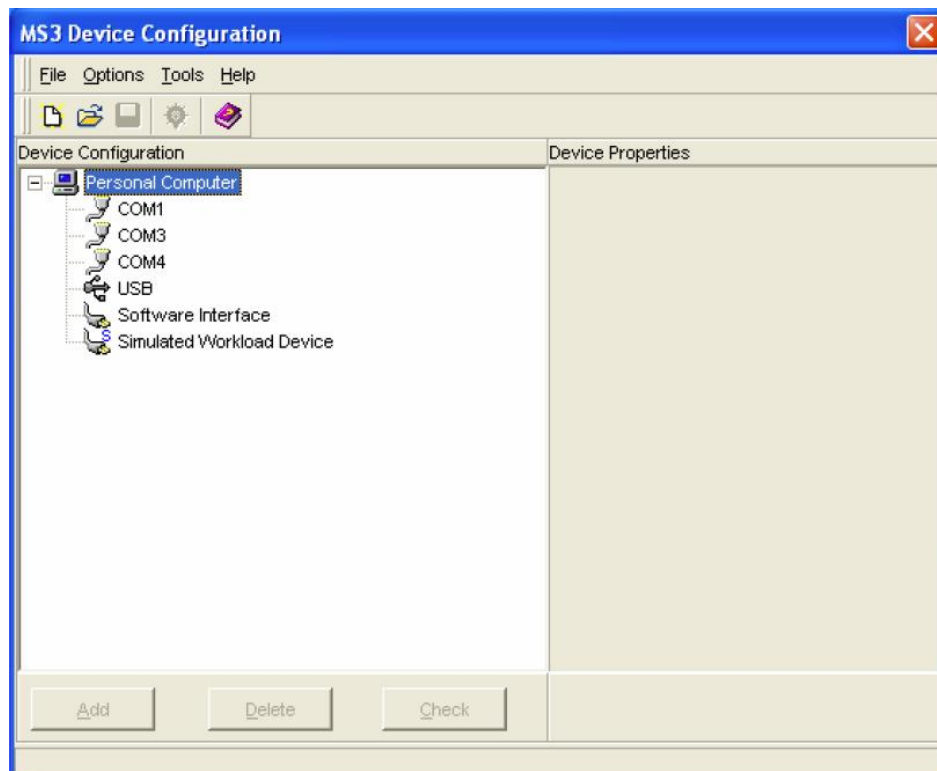 MS3 Device Configuration
File Options Tools Help
Device Configuration
Device Properties
Personal Computer
COM1
COM3
COM4
USB
Software Interface
S
Simulated Workload Device
Add Delete Check